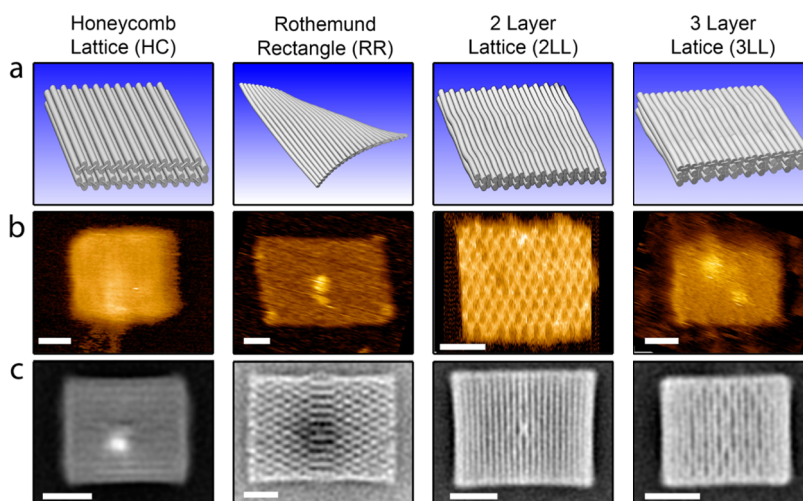 Honeycomb
Lattice (HC)
Rothemund
Rectangle (RR)
2 Layer
Lattice (2LL)
3 Layer
Latice (3LL)
a
b
c